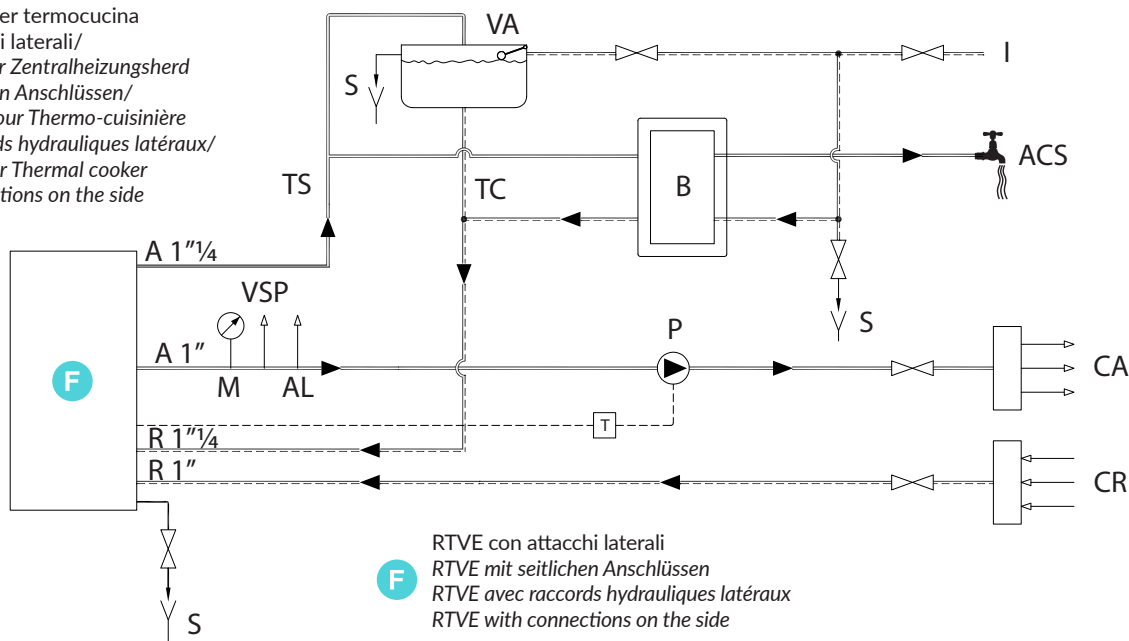 er termocucina
i laterali/
r Zentralheizungsherd
n Anschlüssen/
our Thermo-cuisinière
ds hydrauliques latéraux/
r Thermal cooker
tions on the side
VA
I
S
B
ACS
TS
TC
A 1"¼
VSP
S
P
A 1"
F
M
AL
CA
T
R 1"¼
R 1"
CR
S
F
RTVE con attacchi laterali
RTVE mit seitlichen Anschlüssen
RTVE avec raccords hydrauliques latéraux
RTVE with connections on the side